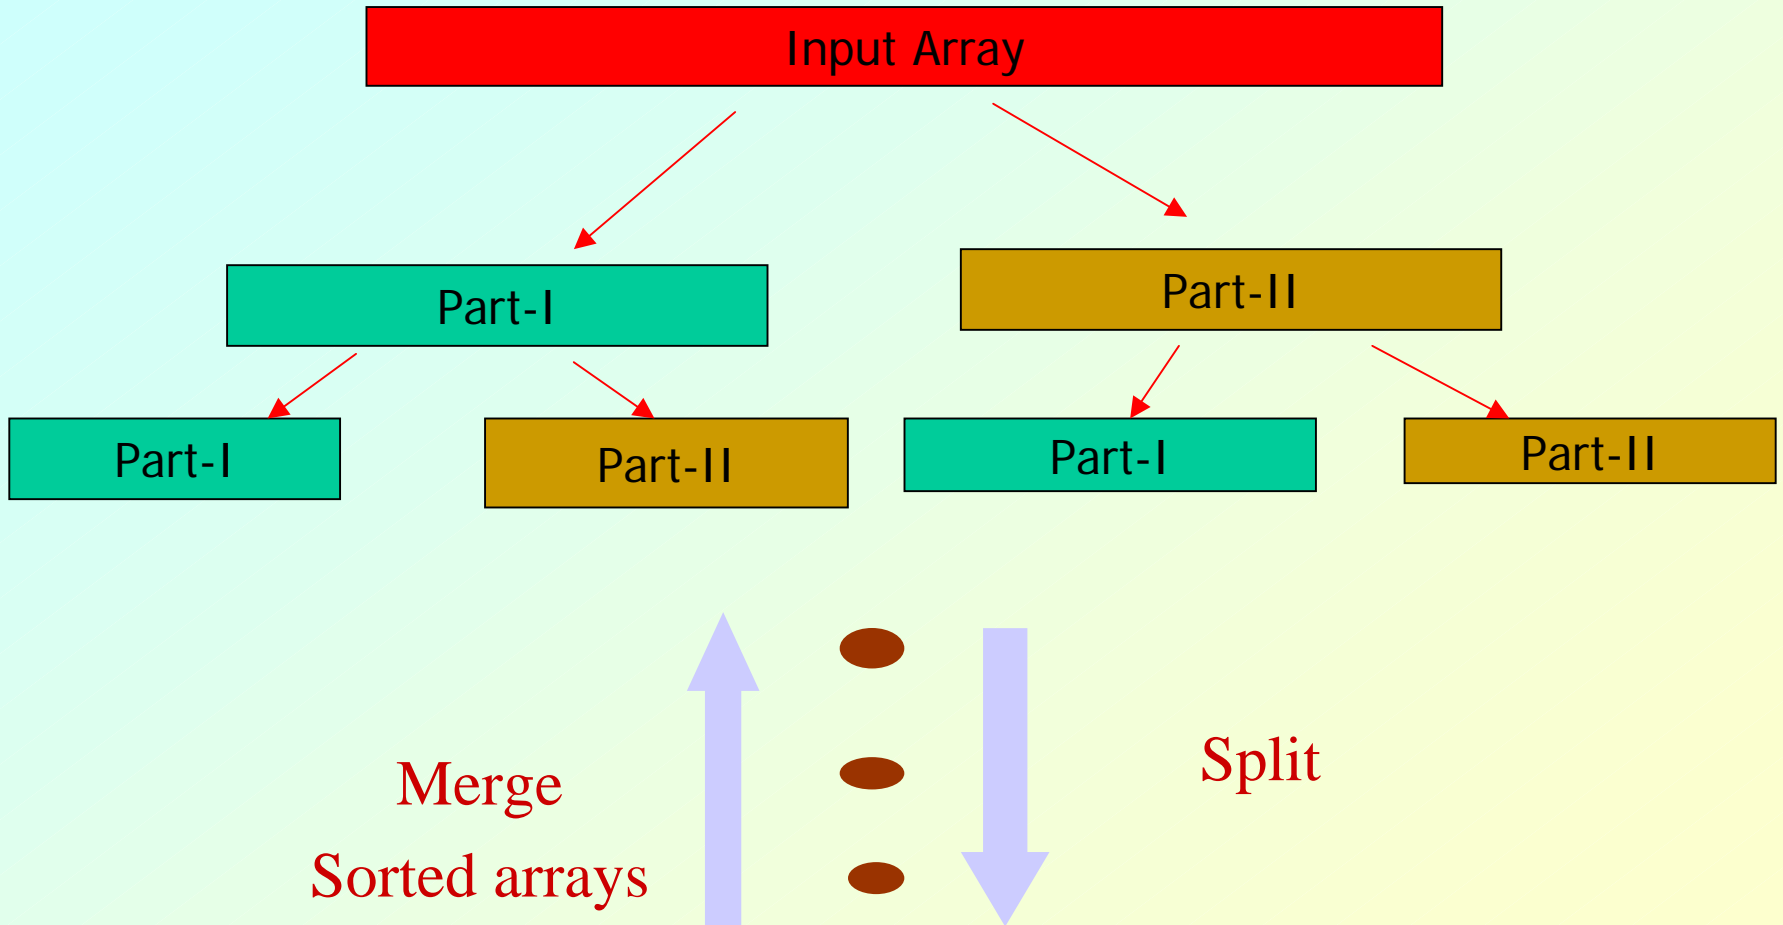 Input Array
Part-I
Part-II
Part-I
Part-II
Part-I
Part-II
Merge
Sorted arrays
Split